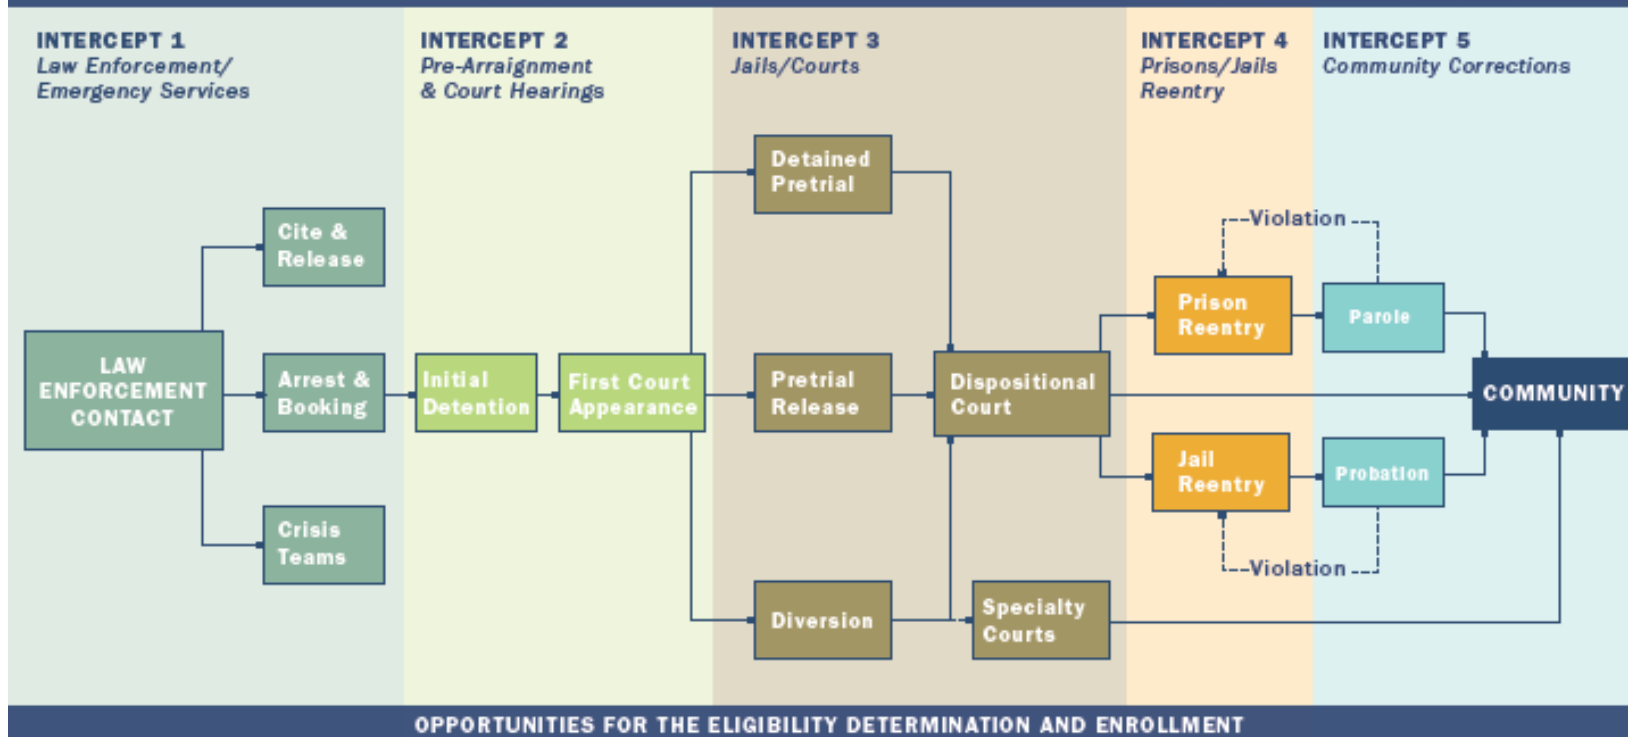 INTERCEPT 1
Law Enforcement/
Emergency Services
INTERCEPT 2
Pre-Arraignment
& Court Hearings
INTERCEPT 3
Jails/Courts
INTERCEPT 4
Prisons/Jails
Reentry
INTERCEPT 5
Community Corrections
LAW
ENFORCEMENT
CONTACT
Cite &
Release
Arrest &
Booking
Crisis
Teams
Initial
Detention
First Court
Appearance
Detained
Pretrial
Pretrial
Release
Diversion
Dispositional
Court
Specialty
Courts
Violation
Prison
Reentry
Jail
Reentry
Violation
Parole
Probation
COMMUNITY
OPPORTUNITIES FOR THE ELIGIBILITY DETERMINATION AND ENROLLMENT